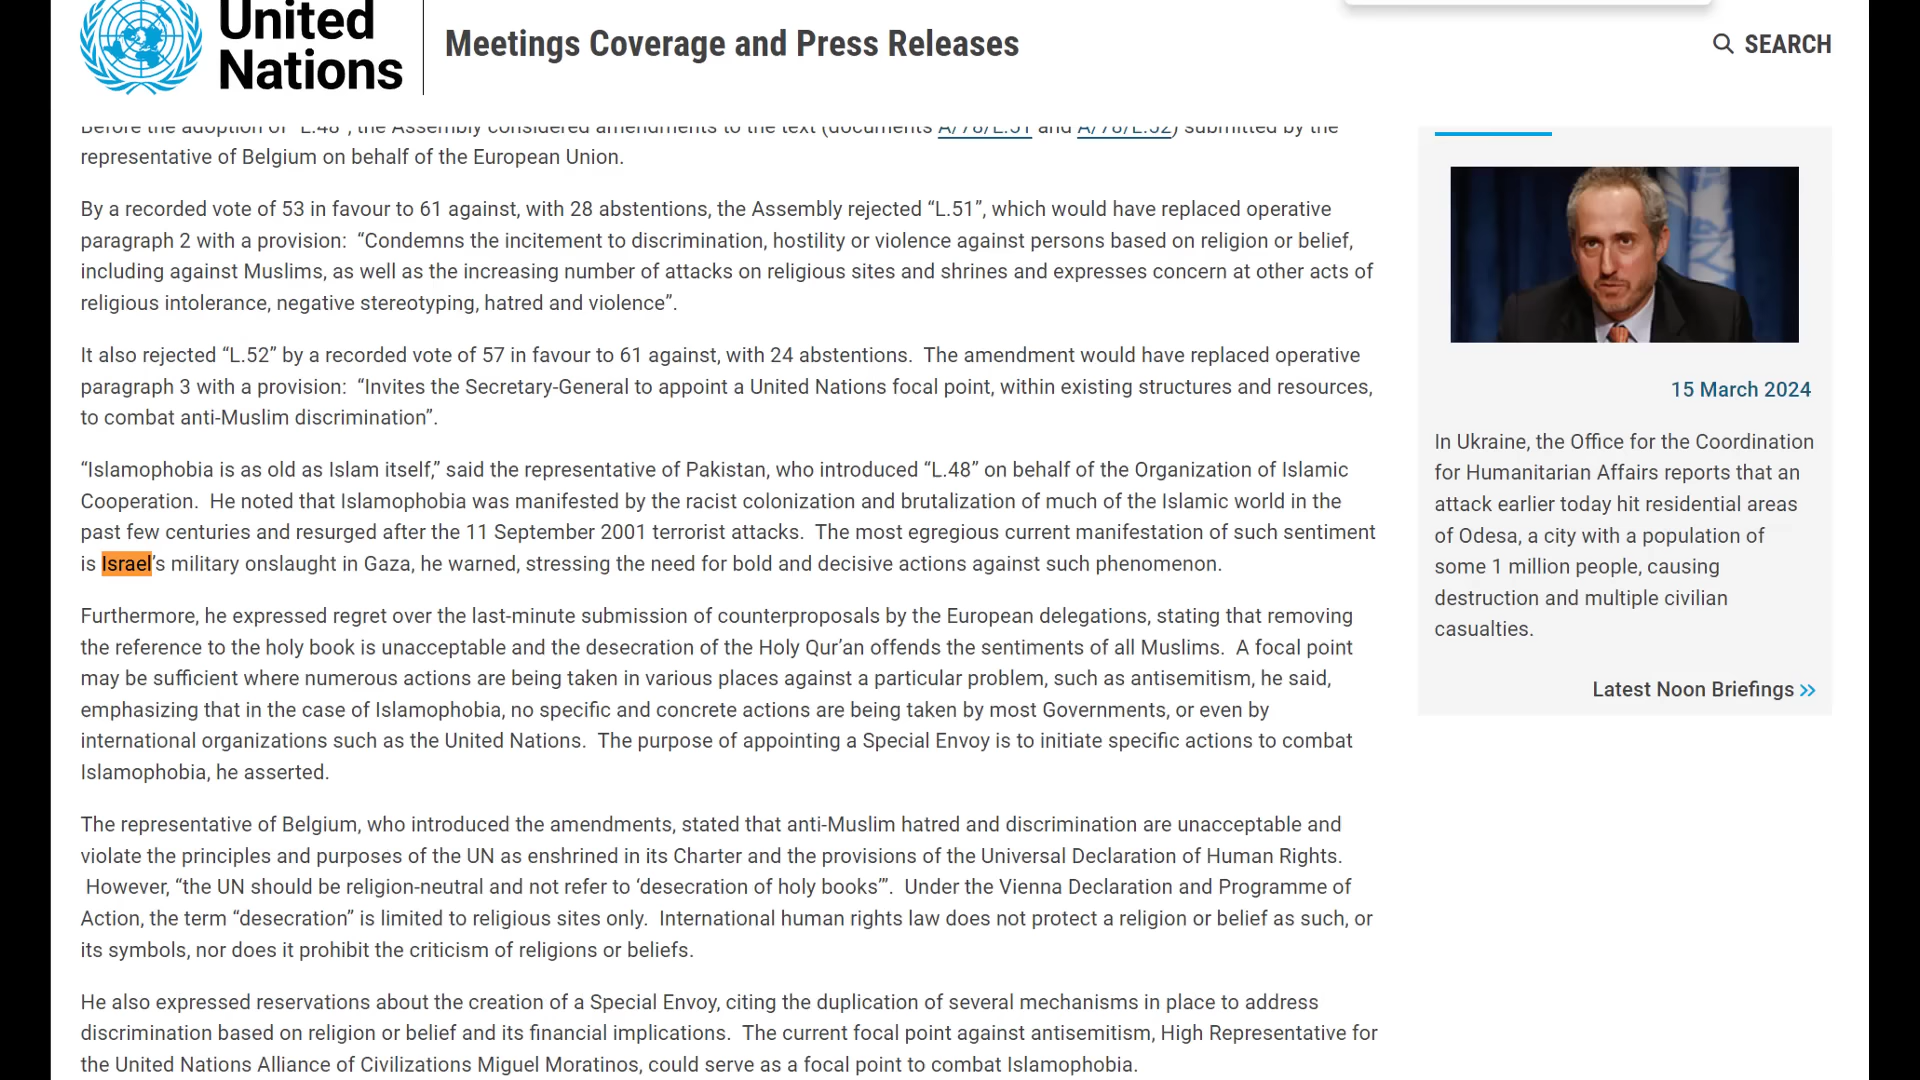 United
Nations
Meetings Coverage and Press Releases
SEARCH
Before the adoption of “L.48”, the Assembly considered amendments to the text (documents A/78/L.51 and A/78/L.52) submitted by the
representative of Belgium on behalf of the European Union.
By a recorded vote of 53 in favour to 61 against, with 28 abstentions, the Assembly rejected “L.51”, which would have replaced operative
paragraph 2 with a provision:  “Condemns the incitement to discrimination, hostility or violence against persons based on religion or belief,
including against Muslims, as well as the increasing number of attacks on religious sites and shrines and expresses concern at other acts of
religious intolerance, negative stereotyping, hatred and violence”.
It also rejected “L.52” by a recorded vote of 57 in favour to 61 against, with 24 abstentions.  The amendment would have replaced operative
paragraph 3 with a provision:  “Invites the Secretary-General to appoint a United Nations focal point, within existing structures and resources,
to combat anti-Muslim discrimination”.
“Islamophobia is as old as Islam itself,” said the representative of Pakistan, who introduced “L.48” on behalf of the Organization of Islamic
Cooperation.  He noted that Islamophobia was manifested by the racist colonization and brutalization of much of the Islamic world in the
past few centuries and resurged after the 11 September 2001 terrorist attacks.  The most egregious current manifestation of such sentiment
is Israel’s military onslaught in Gaza, he warned, stressing the need for bold and decisive actions against such phenomenon.
Furthermore, he expressed regret over the last-minute submission of counterproposals by the European delegations, stating that removing
the reference to the holy book is unacceptable and the desecration of the Holy Qur’an offends the sentiments of all Muslims.  A focal point
may be sufficient where numerous actions are being taken in various places against a particular problem, such as antisemitism, he said,
emphasizing that in the case of Islamophobia, no specific and concrete actions are being taken by most Governments, or even by
international organizations such as the United Nations.  The purpose of appointing a Special Envoy is to initiate specific actions to combat
Islamophobia, he asserted.
The representative of Belgium, who introduced the amendments, stated that anti-Muslim hatred and discrimination are unacceptable and
violate the principles and purposes of the UN as enshrined in its Charter and the provisions of the Universal Declaration of Human Rights.
However, “the UN should be religion-neutral and not refer to ‘desecration of holy books’”.  Under the Vienna Declaration and Programme of
Action, the term “desecration” is limited to religious sites only.  International human rights law does not protect a religion or belief as such, or
its symbols, nor does it prohibit the criticism of religions or beliefs.
He also expressed reservations about the creation of a Special Envoy, citing the duplication of several mechanisms in place to address
discrimination based on religion or belief and its financial implications.  The current focal point against antisemitism, High Representative for
the United Nations Alliance of Civilizations Miguel Moratinos, could serve as a focal point to combat Islamophobia.
15 March 2024
In Ukraine, the Office for the Coordination
for Humanitarian Affairs reports that an
attack earlier today hit residential areas
of Odesa, a city with a population of
some 1 million people, causing
destruction and multiple civilian
casualties.
Latest Noon Briefings »